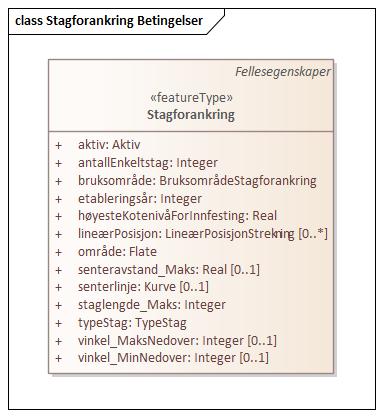 class Stagforankring Betingelser
Fellesegenskaper
«featureType»
Stagforankring
+ aktiv: Aktiv
+ antallEnkeltstag: Integer
+ bruksområde: BruksområdeStagforankring
+ etableringsår: Integer
+ høyesteKotenivåForInnfesting: Real
+ lineærPosisjon: LineærPosisjonStrekning [0..*]
+ område: Flate
+ senteravstand_Maks: Real [0..1]
+ senterlinje: Kurve [0..1]
+ staglengde_Maks: Integer
+ typeStag: TypeStag
+ vinkel_MaksNedover: Integer [0..1]
+ vinkel_MinNedover: Integer [0..1]